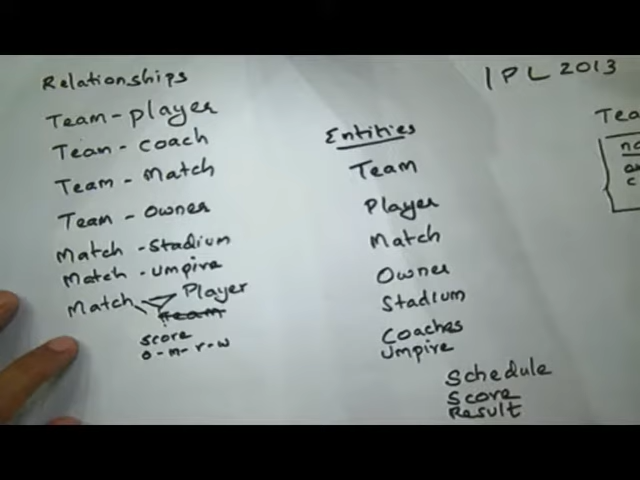 Relationships
Team - player
Team - coach
Team - Match
Team - owner
Match - Stadium
Match - umpire
Match Player
Team
score
o - m - r - w
Entities
Team
Player
Match
Owner
Stadium
Coaches
Umpire
Schedule
Score
Result
IPL 2013
Tea